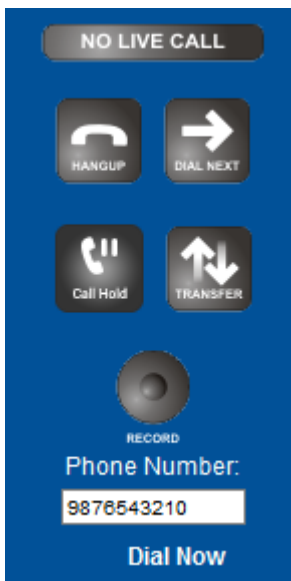 NO LIVE CALL
HANGUP DIAL NEXT
Call Hold TRANSFER
RECORD
Phone Number:
9876543210
Dial Now